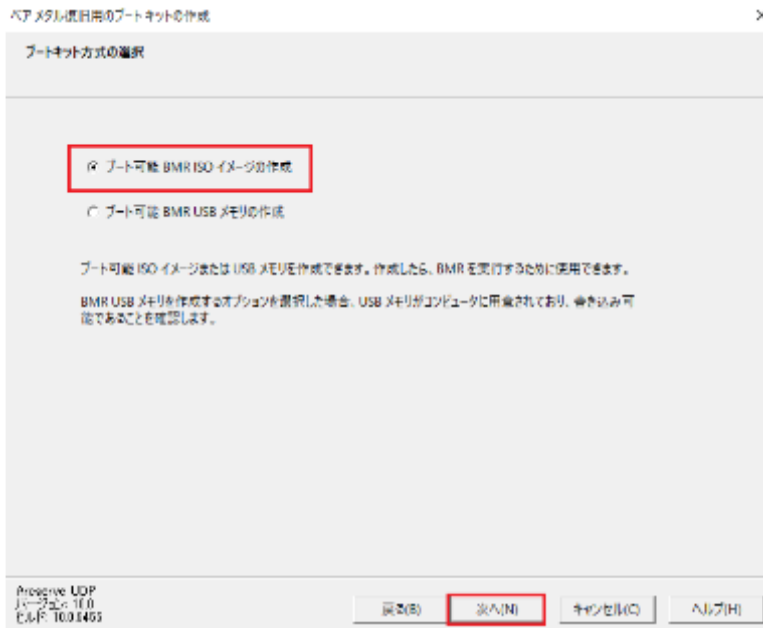 ベア メタル復旧用のブート キットの作成
ブートキット方式の選択
ブート可能 BMR ISO イメージの作成
ブート可能 BMR USB メモリの作成
ブート可能 ISO イメージまたは USB メモリを作成できます。作成したら、BMR を実行するために使用できます。
BMR USB メモリを作成するオプションを選択した場合、USB メモリがコンピュータに用意されており、書き込み可
能であることを確認します。
UDP
バージョン: 10.0
ビルド:
戻る(B)
次へ(N)
キャンセル(C)
ヘルプ(H)